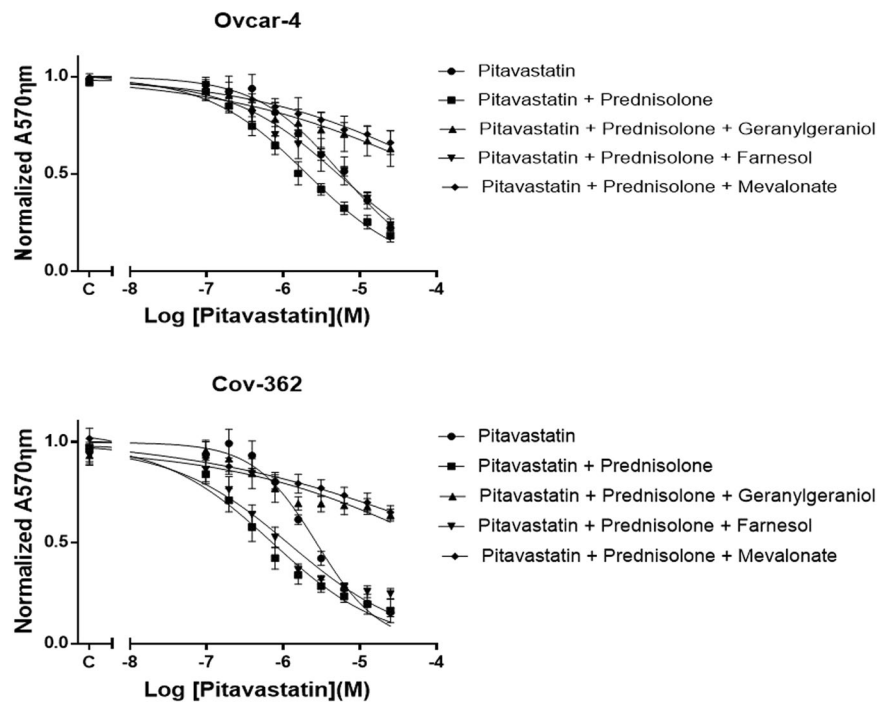 Ovcar-4
Normalized A570ηm
1.0
0.5
0.0
C
-8
-7
-6
-5
-4
Log [Pitavastatin](M)
Pitavastatin
Pitavastatin + Prednisolone
Pitavastatin + Prednisolone + Geranylgeraniol
Pitavastatin + Prednisolone + Farnesol
Pitavastatin + Prednisolone + Mevalonate
Cov-362
Normalized A570ηm
1.0
0.5
0.0
C
-8
-7
-6
-5
-4
Log [Pitavastatin](M)
Pitavastatin
Pitavastatin + Prednisolone
Pitavastatin + Prednisolone + Geranylgeraniol
Pitavastatin + Prednisolone + Farnesol
Pitavastatin + Prednisolone + Mevalonate